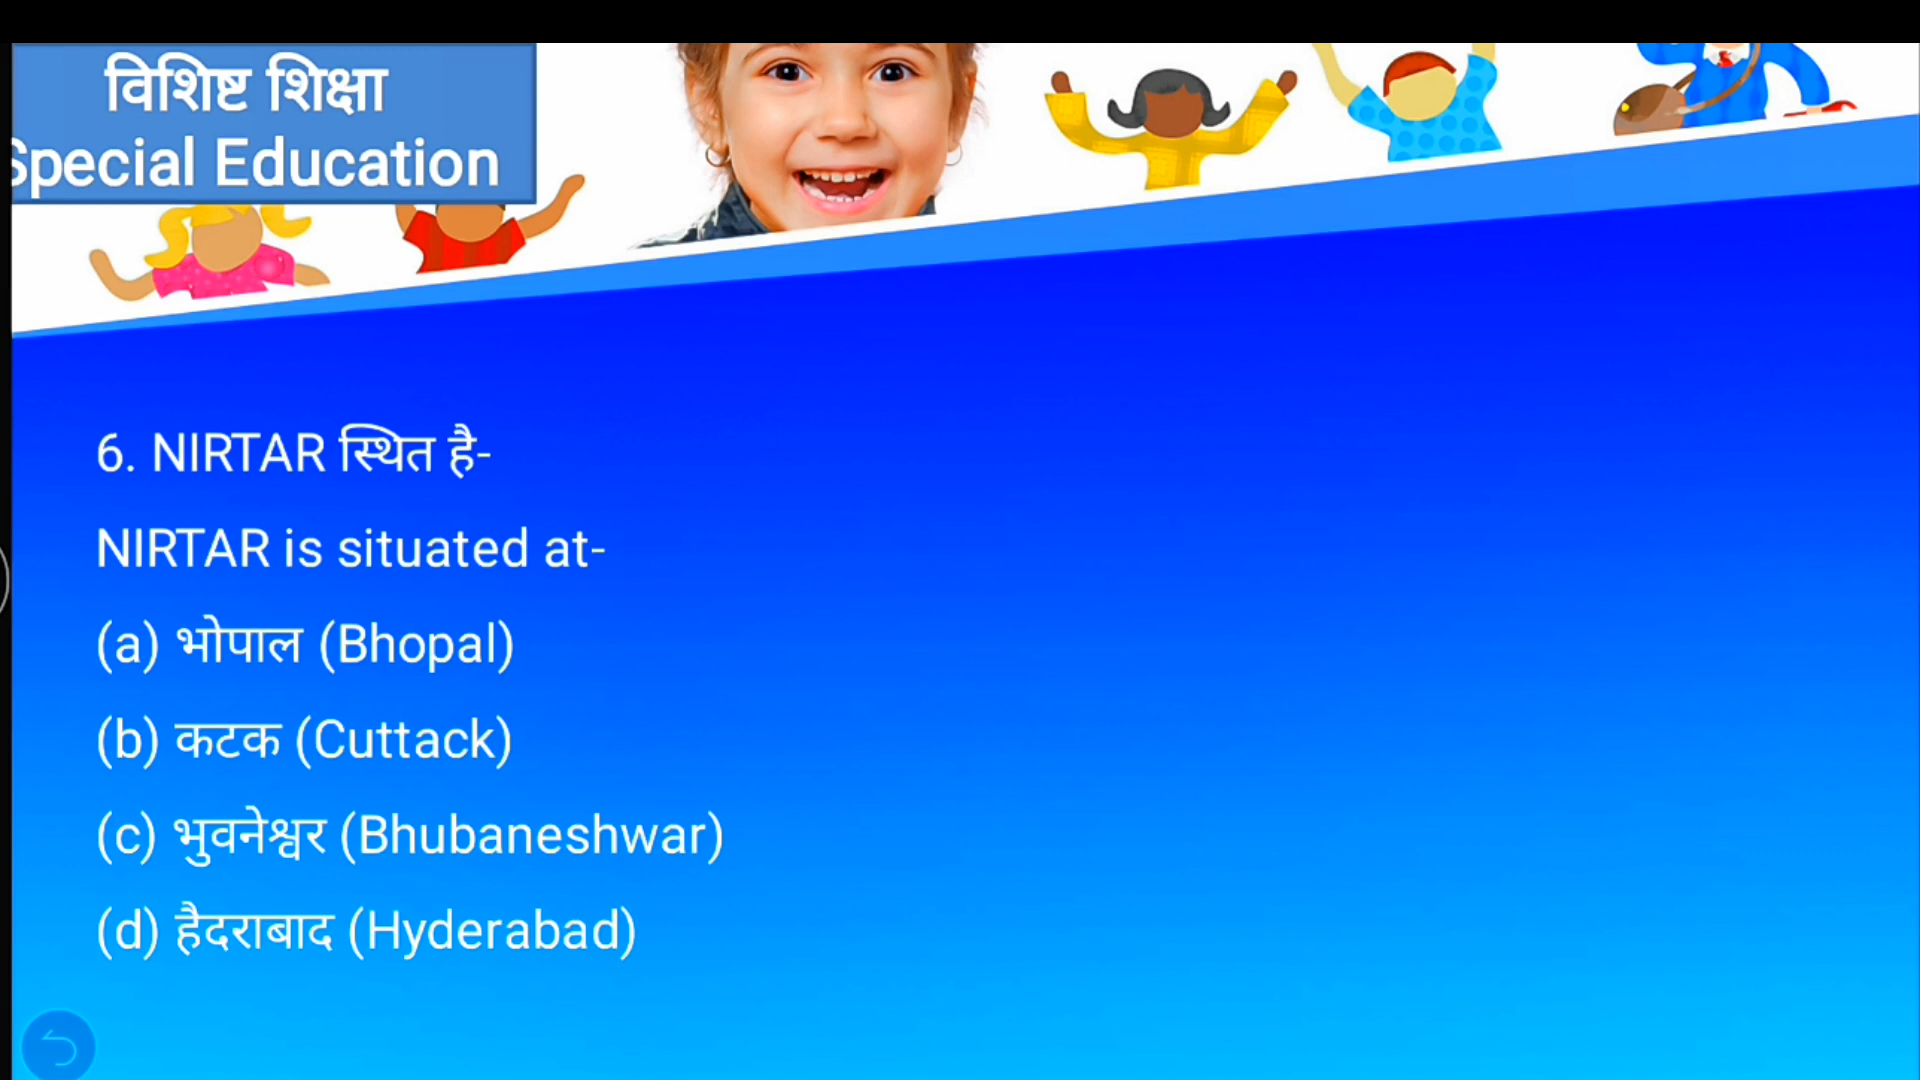 विशिष्ट शिक्षा
Special Education
6. NIRTAR स्थित है-
NIRTAR is situated at-
(a) भोपाल (Bhopal)
(b) कटक (Cuttack)
(c) भुवनेश्वर (Bhubaneshwar)
(d) हैदराबाद (Hyderabad)